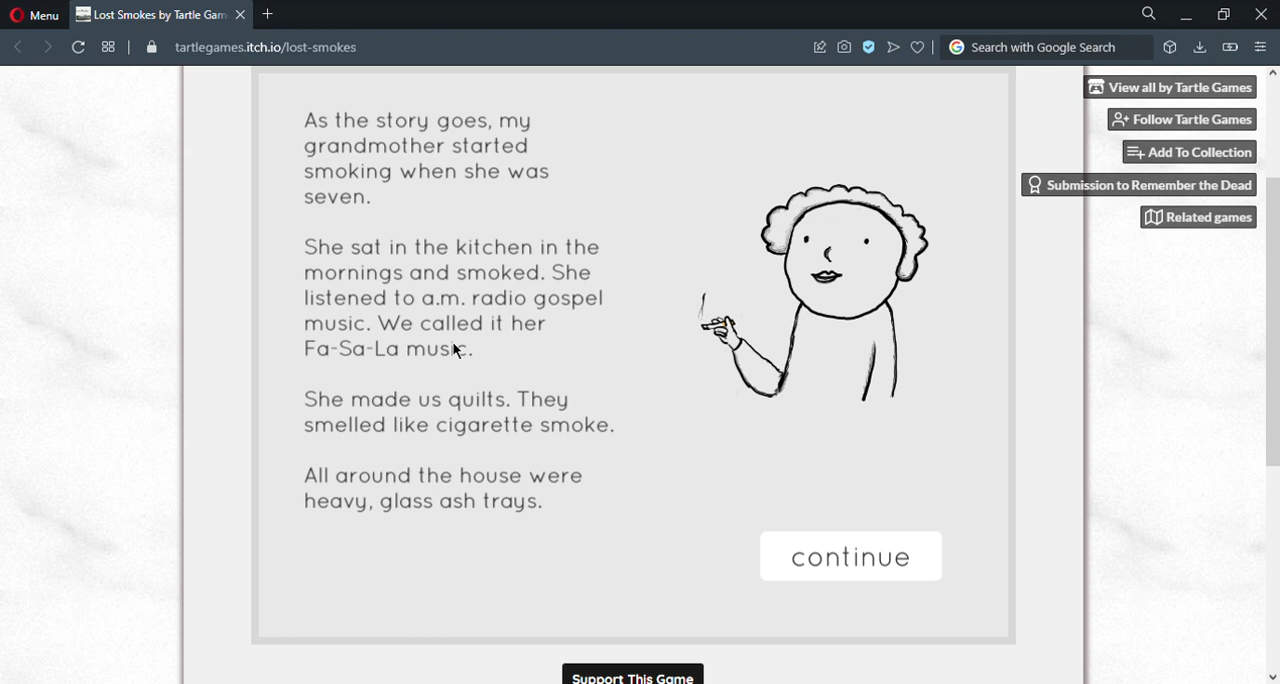 Menu
Lost Smokes by Tartle Gam
tartlegames.itch.io/lost-smokes
Search with Google Search
View all by Tartle Games
Follow Tartle Games
Add To Collection
Submission to Remember the Dead
Related games
As the story goes, my
grandmother started
smoking when she was
seven.
She sat in the kitchen in the
mornings and smoked. She
listened to a.m. radio gospel
music. We called it her
Fa-Sa-La music.
She made us quilts. They
smelled like cigarette smoke.
All around the house were
heavy, glass ash trays.
continue
Support This Game